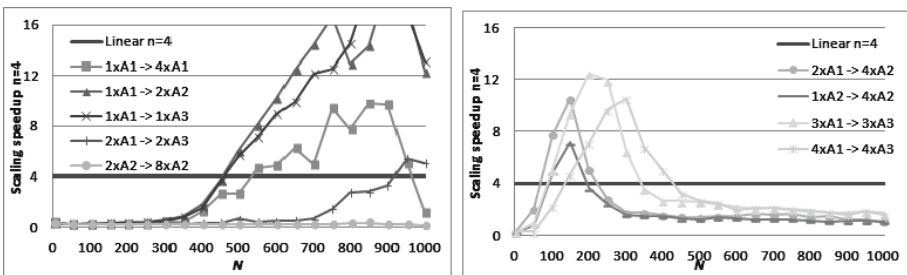 16
12
8
4
0
Scaling speedup n=4
Linear n=4
1xA1 -> 4xA1
1xA1 -> 2xA2
1xA1 -> 1xA3
2xA1 -> 2xA3
2xA2 -> 8xA2
0 100 200 300 400 500 600 700 800 900 1000
N
16
12
8
4
0
Scaling speedup n=4
Linear n=4
2xA1 -> 4xA2
1xA2 -> 4xA2
3xA1 -> 3xA3
4xA1 -> 4xA3
0 100 200 300 400 500 600 700 800 900 1000
N